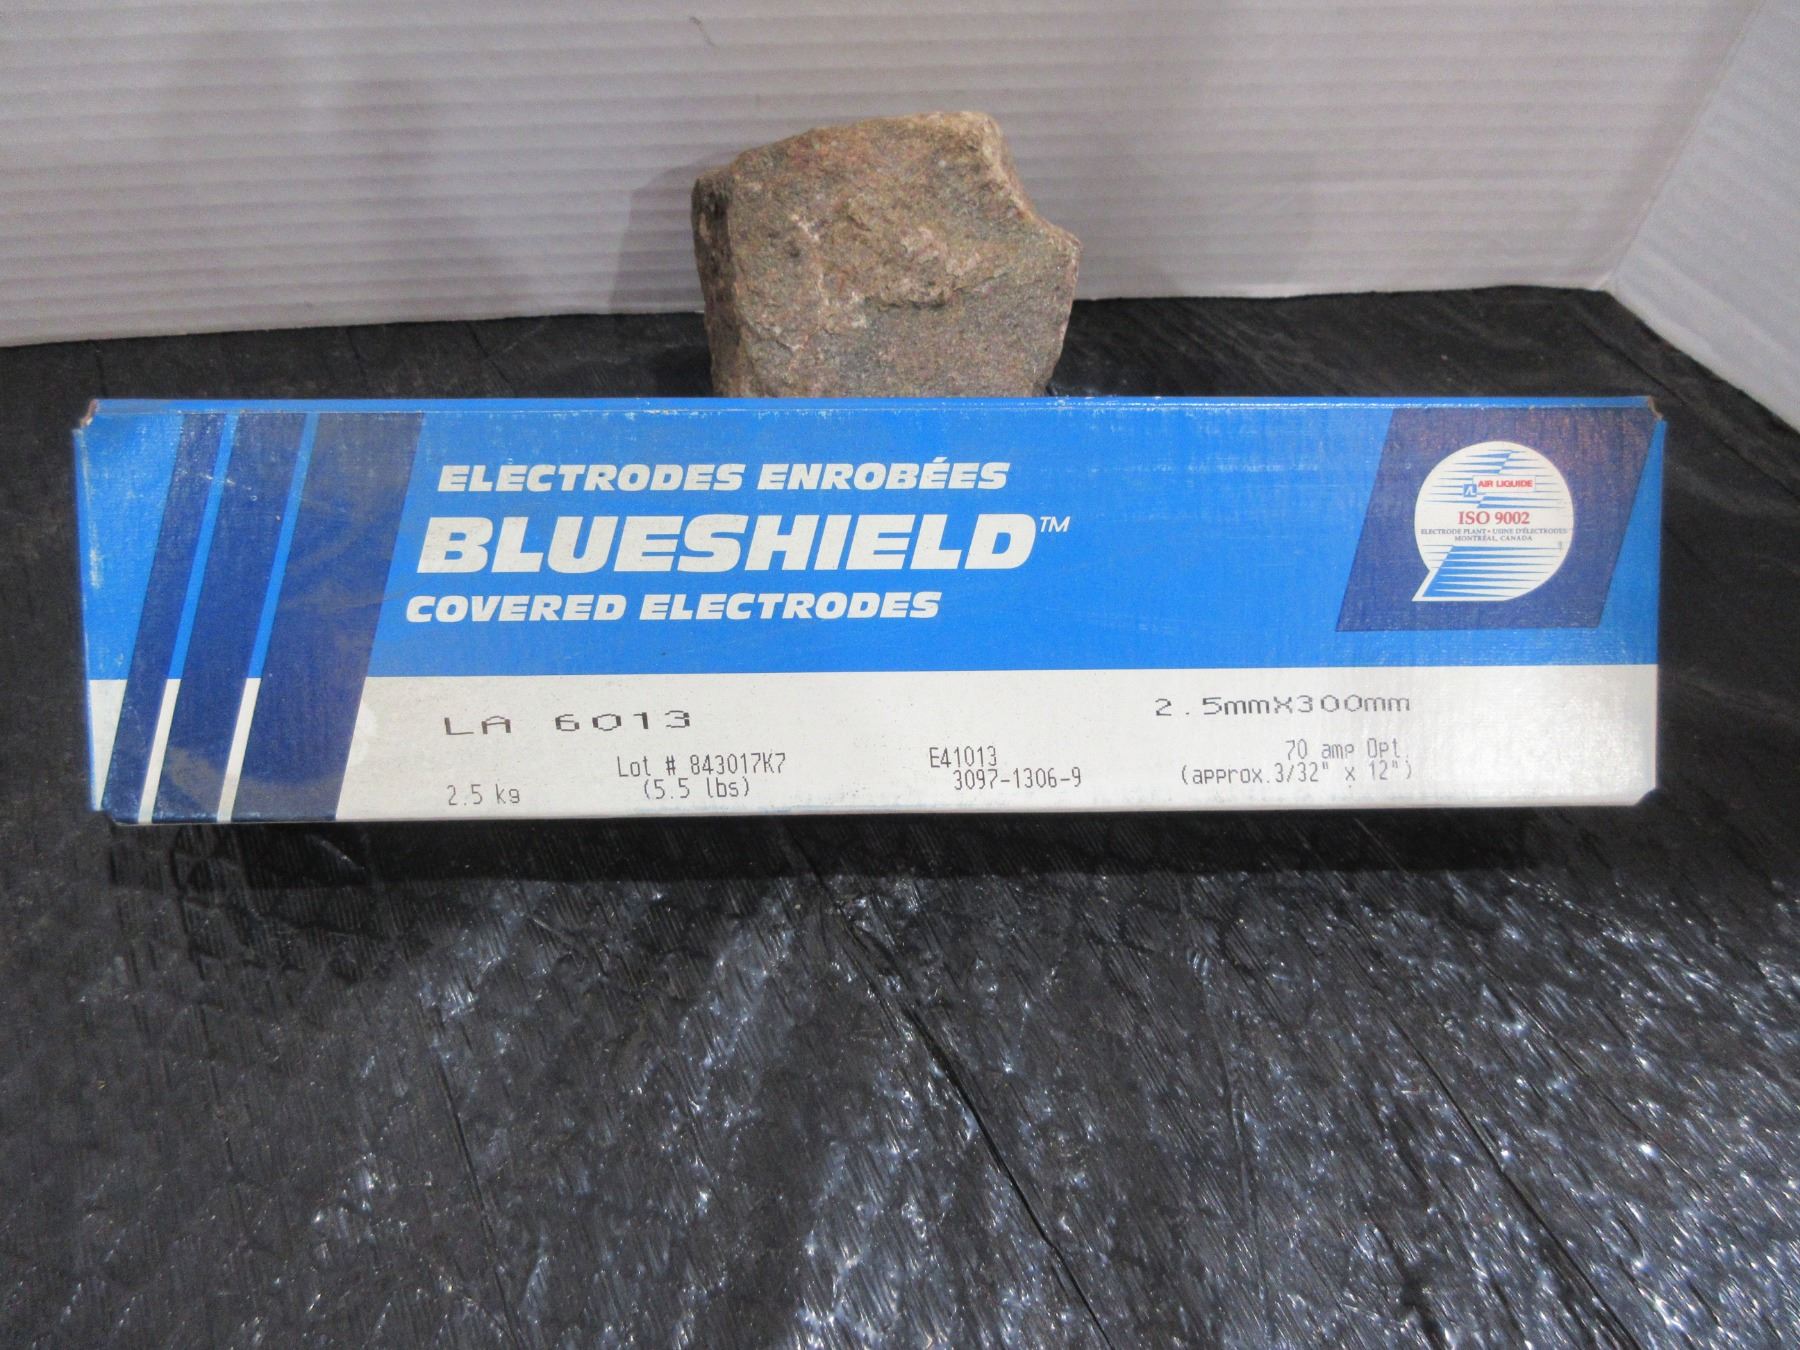 ELECTRODES ENROBÉES
BLUESHIELD™
COVERED ELECTRODES
AIR LIQUIDE
ISO 9002
ELECTRODE PLANT • USINE D'ÉLECTRODES
MONTRÉAL, CANADA
LA 6013
2.5mmX300mm
Lot # 843017K7
E41013
70 amp Opt.
2.5 kg
(5.5 lbs)
3097-1306-9
(approx.3/32" x 12")